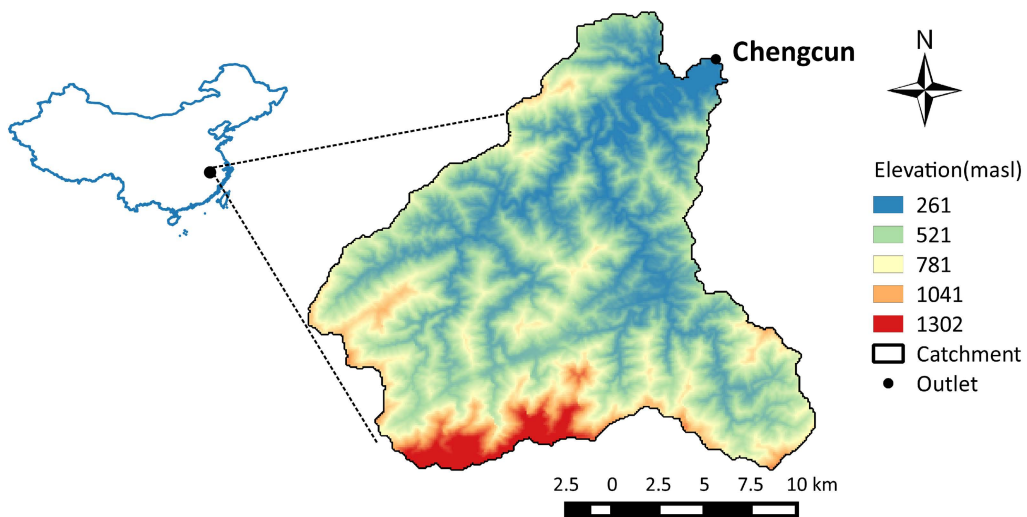 Chengcun
N
Elevation(masl)
261
521
781
1041
1302
Catchment
Outlet
2.5 0 2.5 5 7.5 10 km